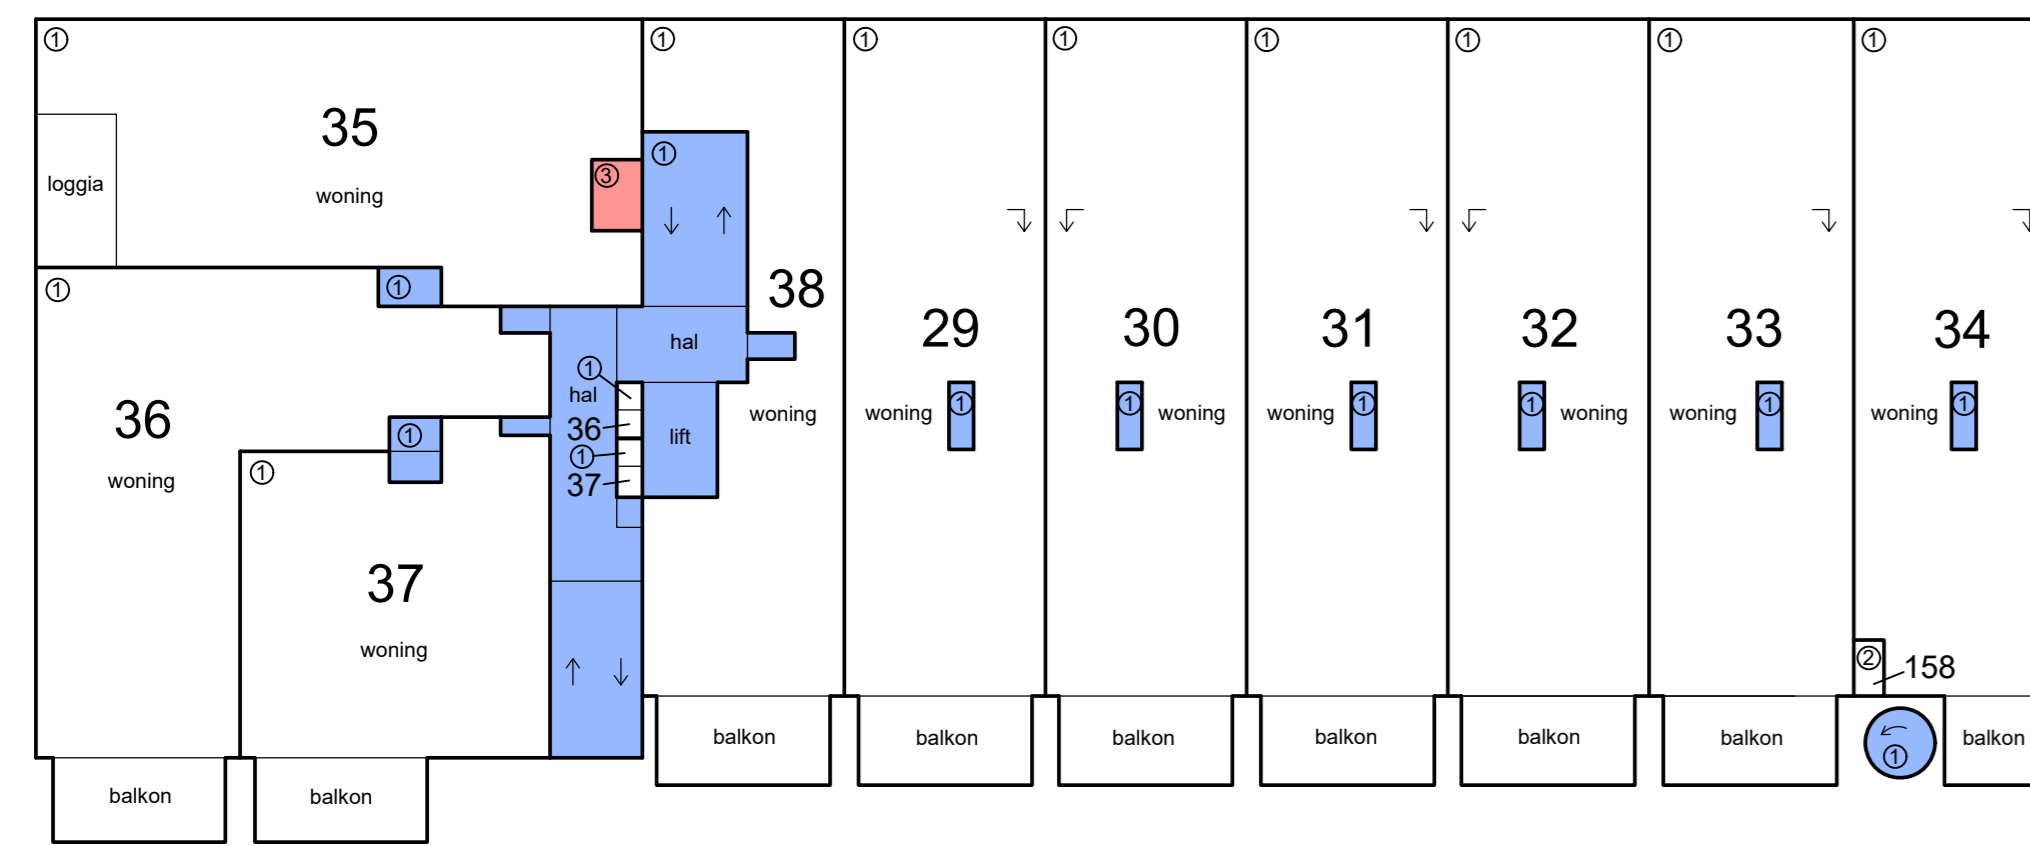 ① ① ① ① ① ① ① ①
35
woning
loggia
③
①
38
woning
①
①
hal
①
hal
36
①
37
lift
36
woning
①
①
37
woning
29
woning ①
30
① woning
31
woning ①
32
① woning
33
woning ①
34
woning ①
② 158
①
balkon balkon balkon balkon balkon balkon balkon balkon balkon